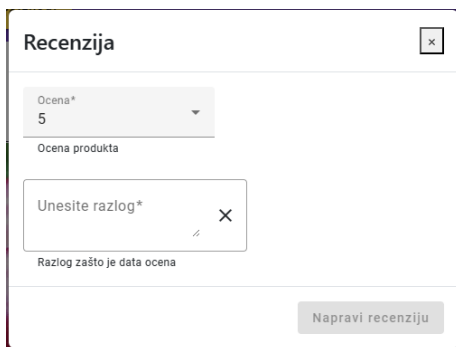 Recenzija
×
Ocena*
5
Ocena produkta
Unesite razlog*
Razlog zašto je data ocena
Napravi recenziju